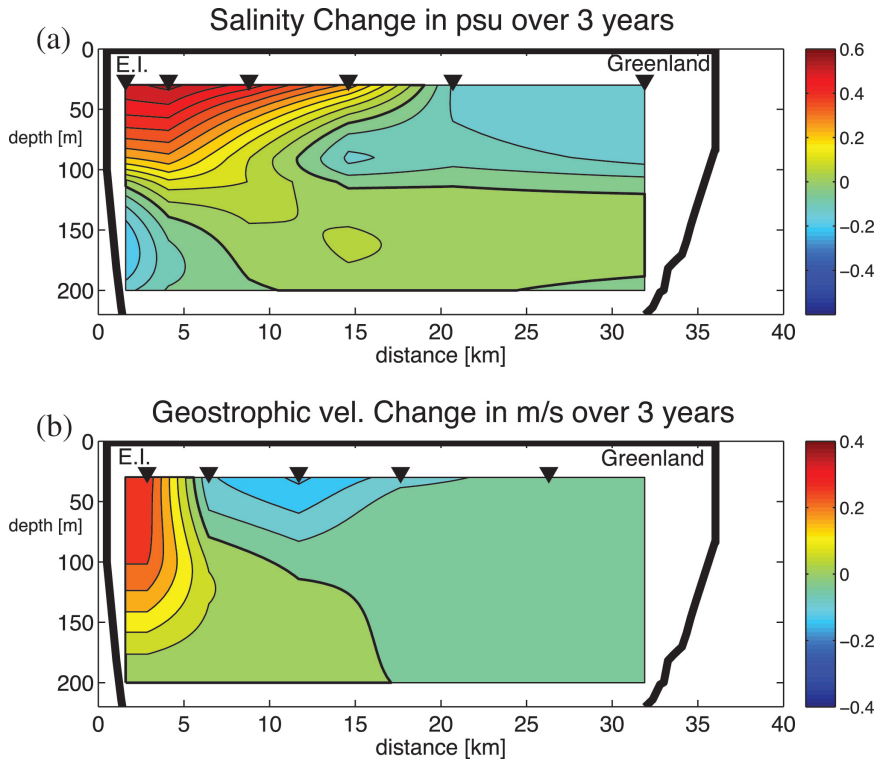 Salinity Change in psu over 3 years
(a)
E.I.
Greenland
0
50
100
150
200
depth [m]
0 5 10 15 20 25 30 35 40
distance [km]
0.6
0.4
0.2
0
−0.2
−0.4
Geostrophic vel. Change in m/s over 3 years
(b)
E.I.
Greenland
0
50
100
150
200
depth [m]
0 5 10 15 20 25 30 35 40
distance [km]
0.4
0.2
0
−0.2
−0.4